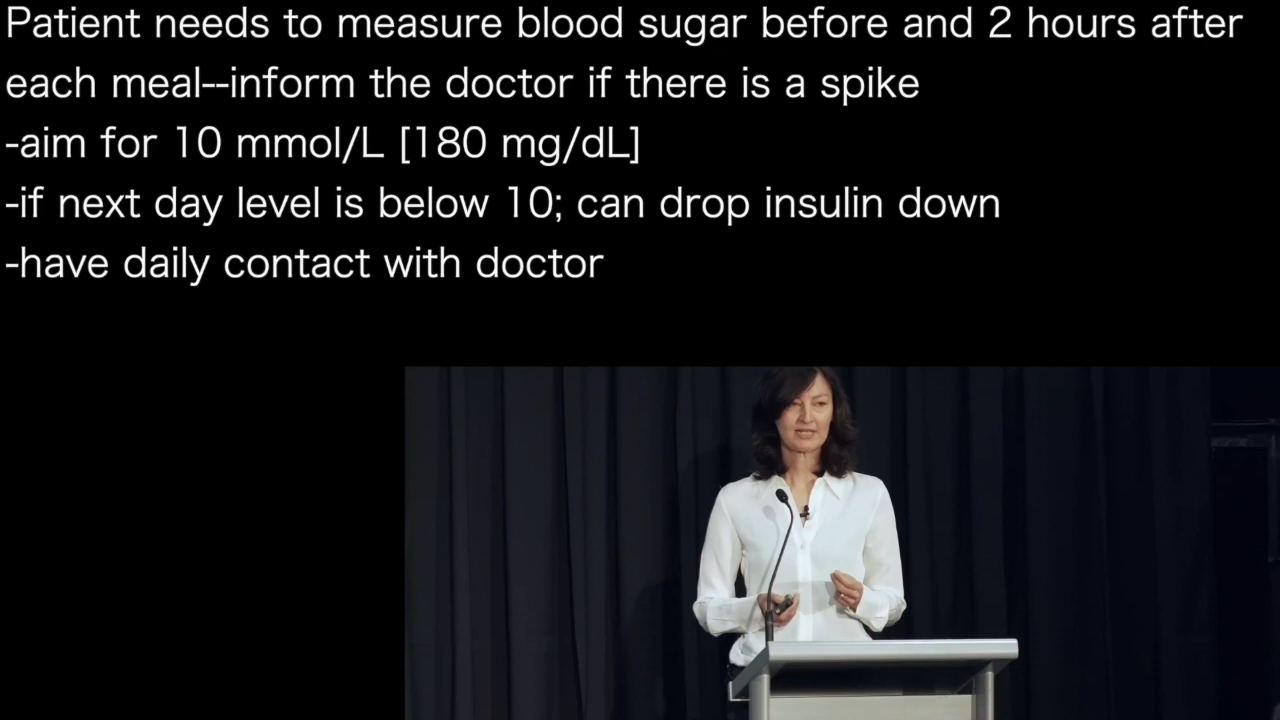 Patient needs to measure blood sugar before and 2 hours after
each meal--inform the doctor if there is a spike
-aim for 10 mmol/L [180 mg/dL]
-if next day level is below 10; can drop insulin down
-have daily contact with doctor